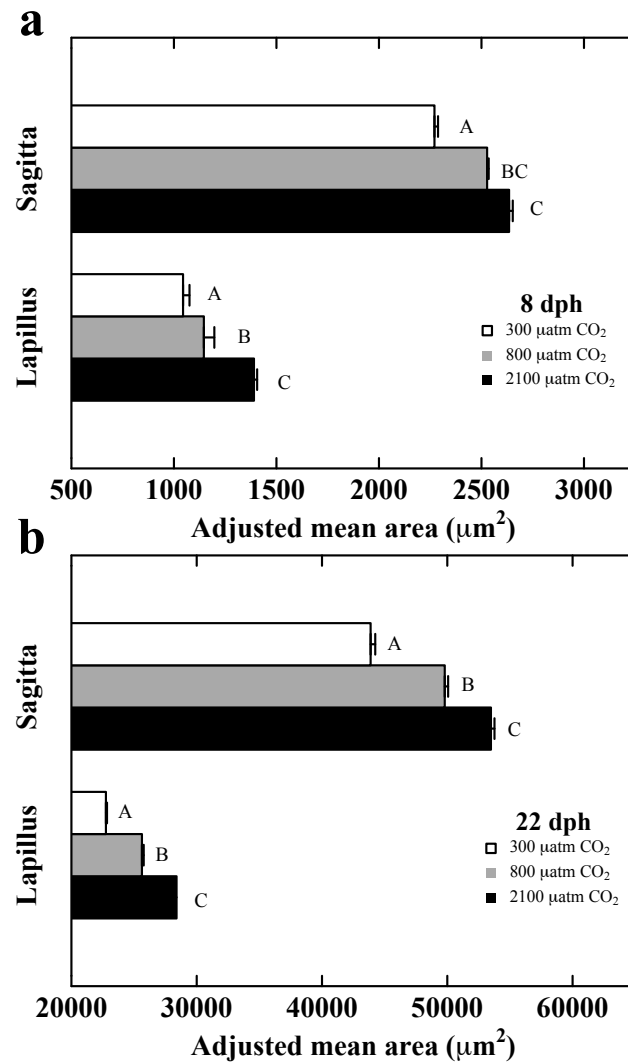 a
Sagitta
A
BC
C
Lapillus
A
B
C
8 dph
300 μatm CO₂
800 μatm CO₂
2100 μatm CO₂
500 1000 1500 2000 2500 3000
Adjusted mean area (μm²)
b
Sagitta
A
B
C
Lapillus
A
B
C
22 dph
300 μatm CO₂
800 μatm CO₂
2100 μatm CO₂
20000 30000 40000 50000 60000
Adjusted mean area (μm²)